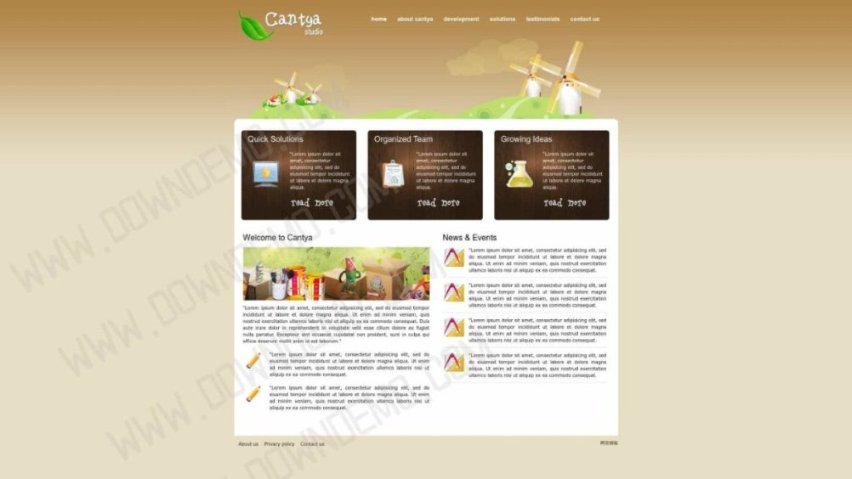 Cantya
studio
home about cantya development solutions testimonials contact us
Quick Solutions
"Lorem ipsum dolor sit
amet, consectetur
adipisicing elit, sed do
eiusmod tempor incididunt
ut labore et dolore magna
aliqua.
read more
Organized Team
"Lorem ipsum dolor sit
amet, consectetur
adipisicing elit, sed do
eiusmod tempor incididunt
ut labore et dolore magna
aliqua.
read more
Growing Ideas
"Lorem ipsum dolor sit
amet, consectetur
adipisicing elit, sed do
eiusmod tempor incididunt
ut labore et dolore magna
aliqua.
read more
Welcome to Cantya
"Lorem ipsum dolor sit amet, consectetur adipisicing elit, sed do eiusmod tempor
incididunt ut labore et dolore magna aliqua. Ut enim ad minim veniam, quis
nostrud exercitation ullamco laboris nisi ut aliquip ex ea commodo consequat. Duis
aute irure dolor in reprehenderit in voluptate velit esse cillum dolore eu fugiat
nulla pariatur. Excepteur sint occaecat cupidatat non proident, sunt in culpa qui
officia deserunt mollit anim id est laborum."
"Lorem ipsum dolor sit amet, consectetur adipisicing elit, sed do
eiusmod tempor incididunt ut labore et dolore magna aliqua. Ut enim
ad minim veniam, quis nostrud exercitation ullamco laboris nisi ut
aliquip ex ea commodo consequat.
"Lorem ipsum dolor sit amet, consectetur adipisicing elit, sed do
eiusmod tempor incididunt ut labore et dolore magna aliqua. Ut enim
ad minim veniam, quis nostrud exercitation ullamco laboris nisi ut
aliquip ex ea commodo consequat.
News & Events
"Lorem ipsum dolor sit amet, consectetur adipisicing elit, sed
do eiusmod tempor incididunt ut labore et dolore magna
aliqua. Ut enim ad minim veniam, quis nostrud exercitation
ullamco laboris nisi ut aliquip ex ea commodo consequat.
"Lorem ipsum dolor sit amet, consectetur adipisicing elit, sed
do eiusmod tempor incididunt ut labore et dolore magna
aliqua. Ut enim ad minim veniam, quis nostrud exercitation
ullamco laboris nisi ut aliquip ex ea commodo consequat.
"Lorem ipsum dolor sit amet, consectetur adipisicing elit, sed
do eiusmod tempor incididunt ut labore et dolore magna
aliqua. Ut enim ad minim veniam, quis nostrud exercitation
ullamco laboris nisi ut aliquip ex ea commodo consequat.
"Lorem ipsum dolor sit amet, consectetur adipisicing elit, sed
do eiusmod tempor incididunt ut labore et dolore magna
aliqua. Ut enim ad minim veniam, quis nostrud exercitation
ullamco laboris nisi ut aliquip ex ea commodo consequat.
About us Privacy policy Contact us
WWW.DOWNDEMO.COM
WWW.DOWNDEMO.COM
WWW.DOWNDEMO.COM